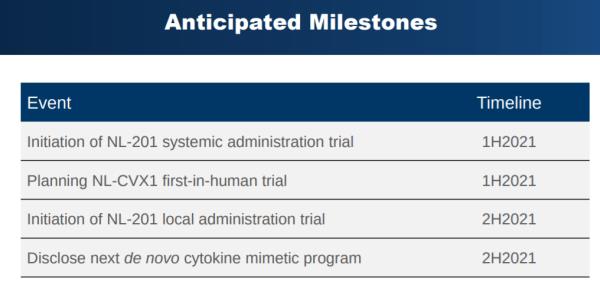 Anticipated Milestones
Event Timeline
Initiation of NL-201 systemic administration trial 1H2021
Planning NL-CVX1 first-in-human trial 1H2021
Initiation of NL-201 local administration trial 2H2021
Disclose next de novo cytokine mimetic program 2H2021